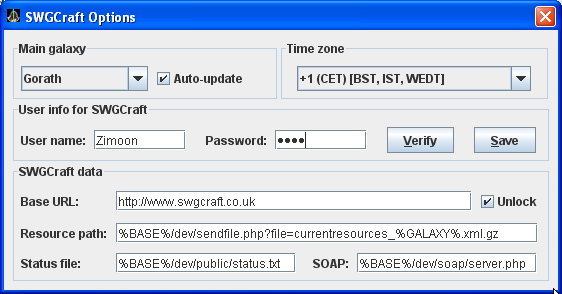 SWGCraft Options
Main galaxy
Time zone
Gorath Auto-update +1 (CET) [BST, IST, WEDT]
User info for SWGCraft
User name: Zimoon Password: •••• Verify Save
SWGCraft data
Base URL: http://www.swgcraft.co.uk Unlock
Resource path: %BASE%/dev/sendfile.php?file=currentresources_%GALAXY%.xml.gz
Status file: %BASE%/dev/public/status.txt SOAP: %BASE%/dev/soap/server.php